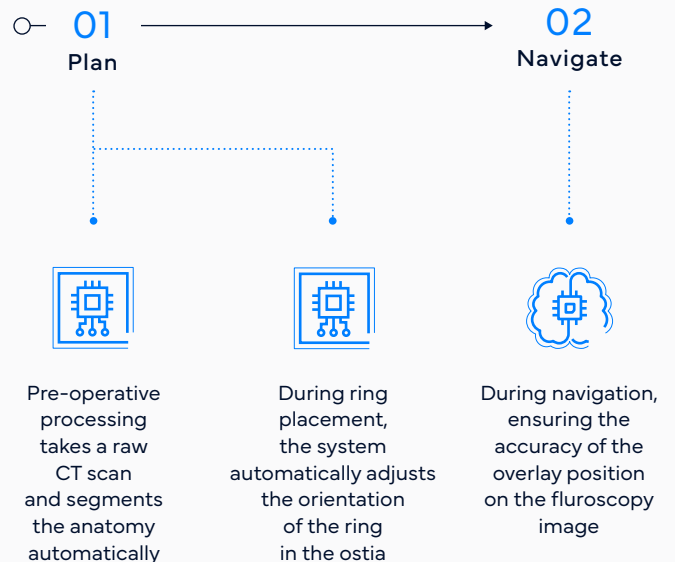 01
Plan
02
Navigate
Pre-operative
processing
takes a raw
CT scan
and segments
the anatomy
automatically
During ring
placement,
the system
automatically adjusts
the orientation
of the ring
in the ostia
During navigation,
ensuring the
accuracy of the
overlay position
on the fluroscopy
image